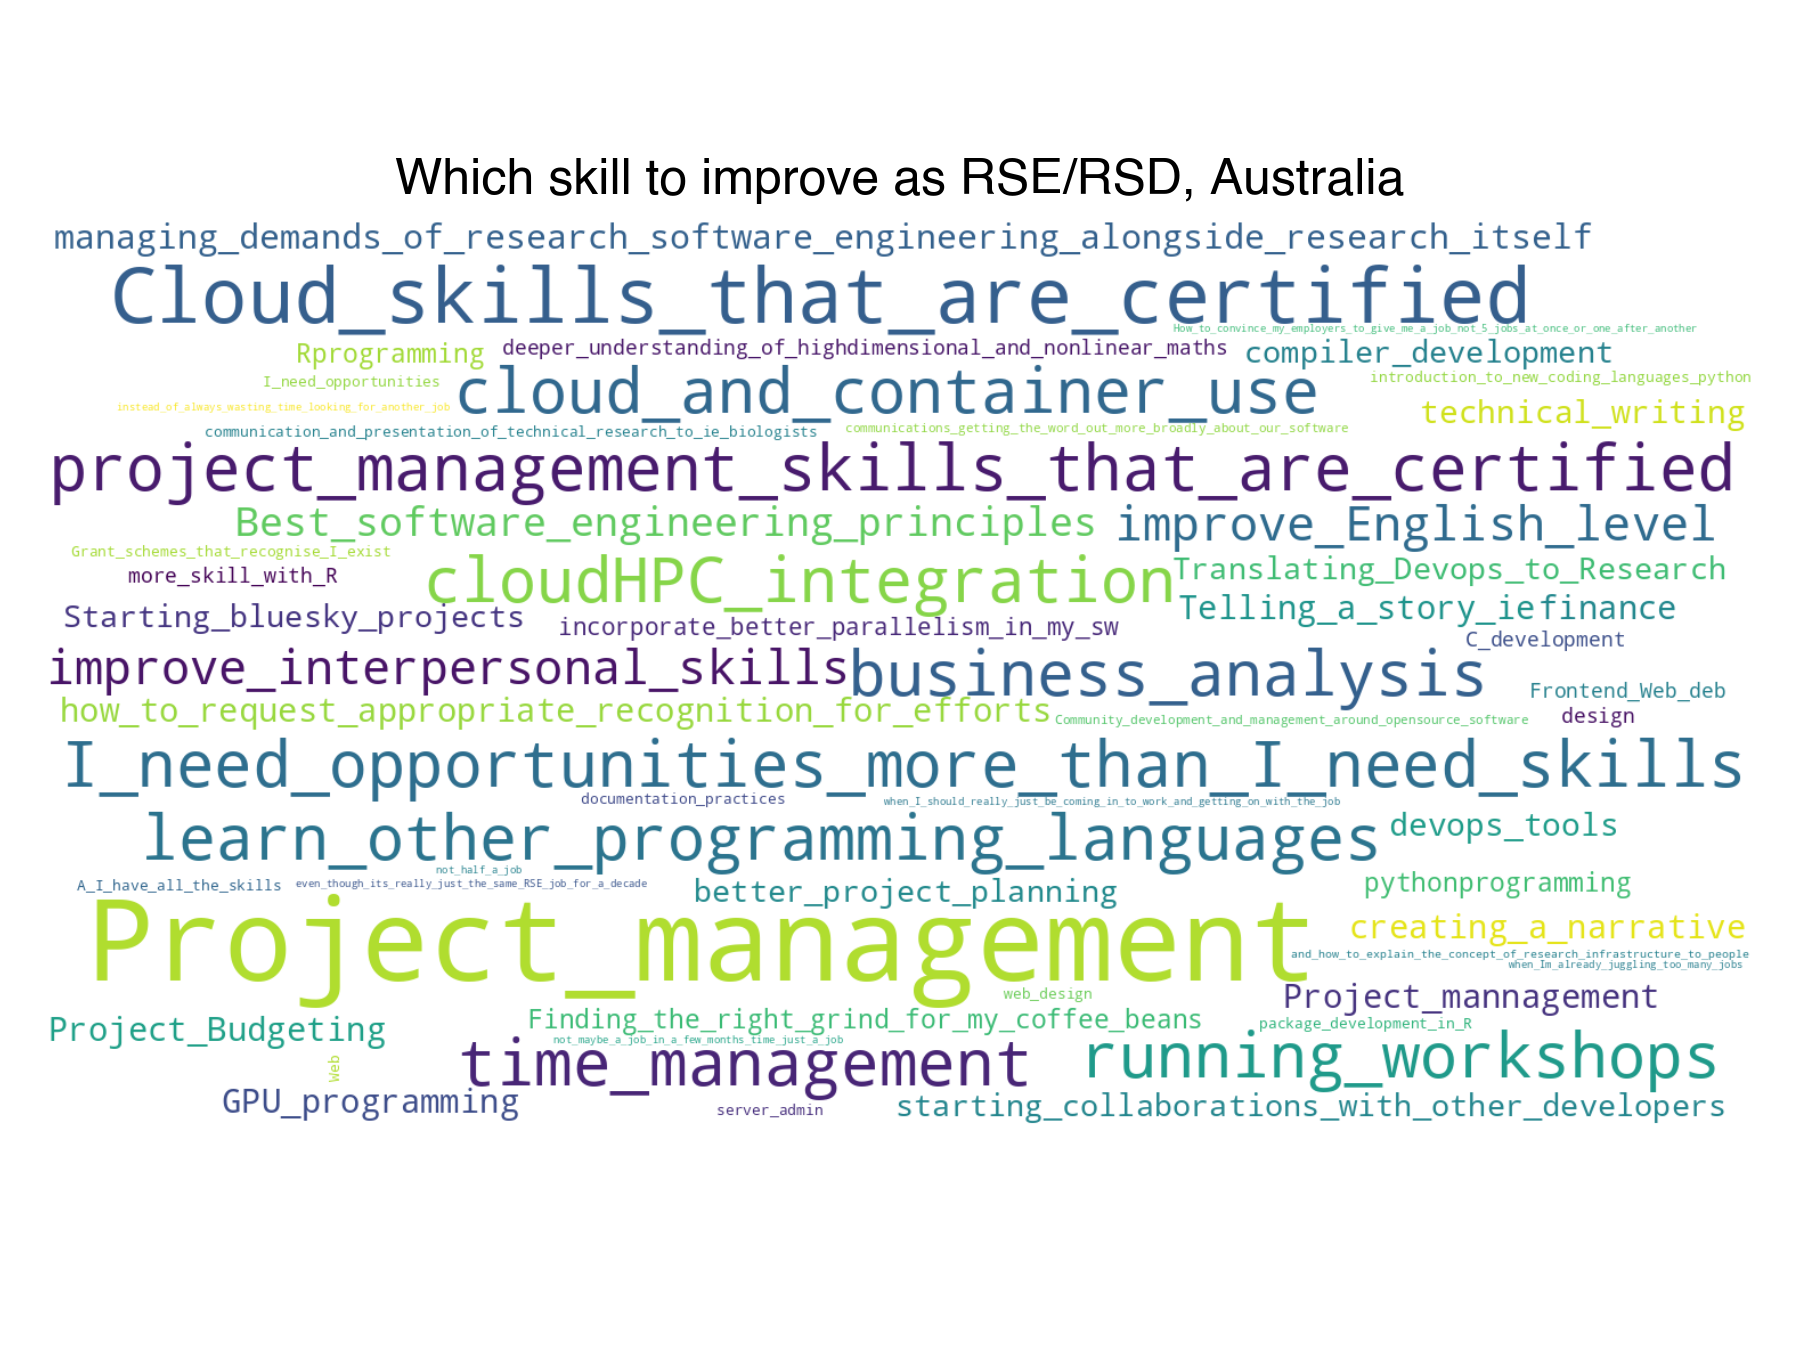 Which skill to improve as RSE/RSD, Australia
managing_demands_of_research_software_engineering_alongside_research_itself
Cloud_skills_that_are_certified
How_to_convince_my_employers_to_give_me_a_job_not_5_jobs_at_once_or_one_after_another
Rprogramming
deeper_understanding_of_highdimensional_and_nonlinear_maths
compiler_development
I_need_opportunities
cloud_and_container_use
introduction_to_new_coding_languages_python
instead_of_always_wasting_time_looking_for_another_job
technical_writing
communication_and_presentation_of_technical_research_to_ie_biologists
communications_getting_the_word_out_more_broadly_about_our_software
project_management_skills_that_are_certified
Best_software_engineering_principles
improve_English_level
Grant_schemes_that_recognise_I_exist
more_skill_with_R
cloudHPC_integration
Translating_Devops_to_Research
Starting_bluesky_projects
incorporate_better_parallelism_in_my_sw
Telling_a_story_iefinance
C_development
improve_interpersonal_skills
business_analysis
Frontend_Web_deb
how_to_request_appropriate_recognition_for_efforts
Community_development_and_management_around_opensource_software
design
I_need_opportunities_more_than_I_need_skills
documentation_practices
when_I_should_really_just_be_coming_in_to_work_and_getting_on_with_the_job
learn_other_programming_languages
devops_tools
not_half_a_job
A_I_have_all_the_skills
even_though_its_really_just_the_same_RSE_job_for_a_decade
better_project_planning
pythonprogramming
Project_management
creating_a_narrative
and_how_to_explain_the_concept_of_research_infrastructure_to_people
when_Im_already_juggling_too_many_jobs
web_design
Project_mannagement
Project_Budgeting
Finding_the_right_grind_for_my_coffee_beans
package_development_in_R
not_maybe_a_job_in_a_few_months_time_just_a_job
Web
time_management
running_workshops
GPU_programming
server_admin
starting_collaborations_with_other_developers